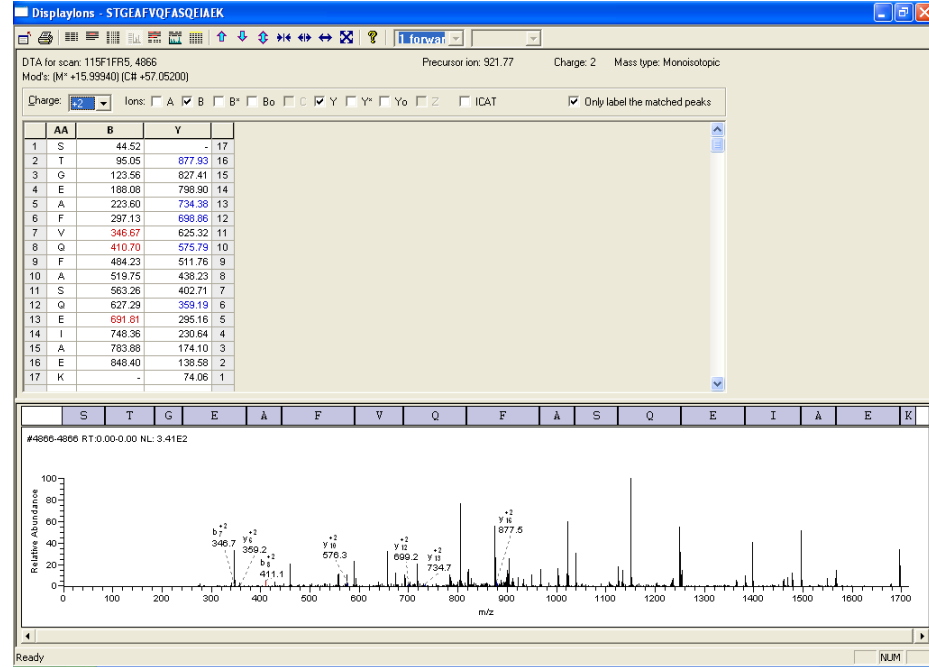 DisplayIons - STGEAFVQFASQEIAEK
1 forwar
DTA for scan: 115F1FR5, 4866 Precursor ion: 921.77 Charge: 2 Mass type: Monoisotopic
Mod's: (M* +15.99940) (C# +57.05200)
Charge: +2 Ions: A B B* Bo C Y Y* Yo Z ICAT Only label the matched peaks
AA B Y
1 S 44.52 - 17
2 T 95.05 877.93 16
3 G 123.56 827.41 15
4 E 188.08 798.90 14
5 A 223.60 734.38 13
6 F 297.13 698.86 12
7 V 346.67 625.32 11
8 Q 410.70 575.79 10
9 F 484.23 511.76 9
10 A 519.75 438.23 8
11 S 563.26 402.71 7
12 Q 627.29 359.19 6
13 E 691.81 295.16 5
14 I 748.36 230.64 4
15 A 783.88 174.10 3
16 E 848.40 138.58 2
17 K - 74.06 1
S T G E A F V Q F A S Q E I A E K
#4866-4866 RT:0.00-0.00 NL: 3.41E2
Relative Abundance
100
80
60
40
20
0
b7 +2
346.7
y6 +2
359.2
b8 +2
411.1
y10 +2
576.3
y12 +2
699.2
y13 +2
734.7
y16 +2
877.5
0 100 200 300 400 500 600 700 800 900 1000 1100 1200 1300 1400 1500 1600 1700
m/z
Ready NUM